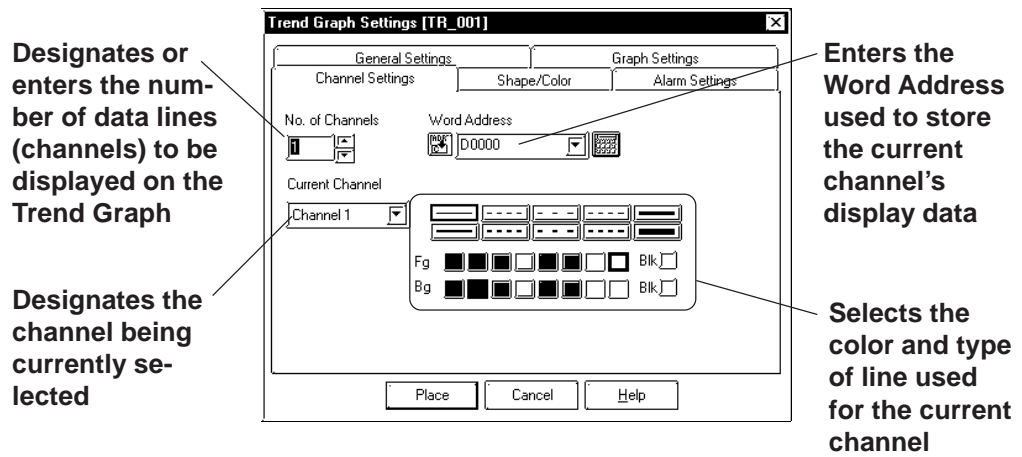 Trend Graph Settings [TR_001]
General Settings
Graph Settings
Channel Settings
Shape/Color
Alarm Settings
No. of Channels
1
Word Address
D0000
Current Channel
Channel 1
Fg
Blk
Bg
Blk
Place
Cancel
Help
Designates or
enters the num-
ber of data lines
(channels) to be
displayed on the
Trend Graph
Designates the
channel being
currently se-
lected
Enters the
Word Address
used to store
the current
channel's
display data
Selects the
color and type
of line used
for the current
channel